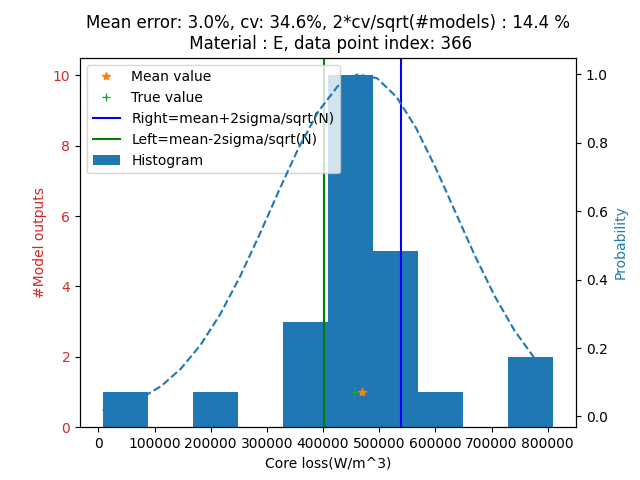 Mean error: 3.0%, cv: 34.6%, 2*cv/sqrt(#models) : 14.4 %
Material : E, data point index: 366
Mean value
True value
Right=mean+2sigma/sqrt(N)
Left=mean-2sigma/sqrt(N)
Histogram
#Model outputs
10
8
6
4
2
0
1.0
0.8
0.6
0.4
0.2
0.0
Probability
0 100000 200000 300000 400000 500000 600000 700000 800000
Core loss(W/m^3)